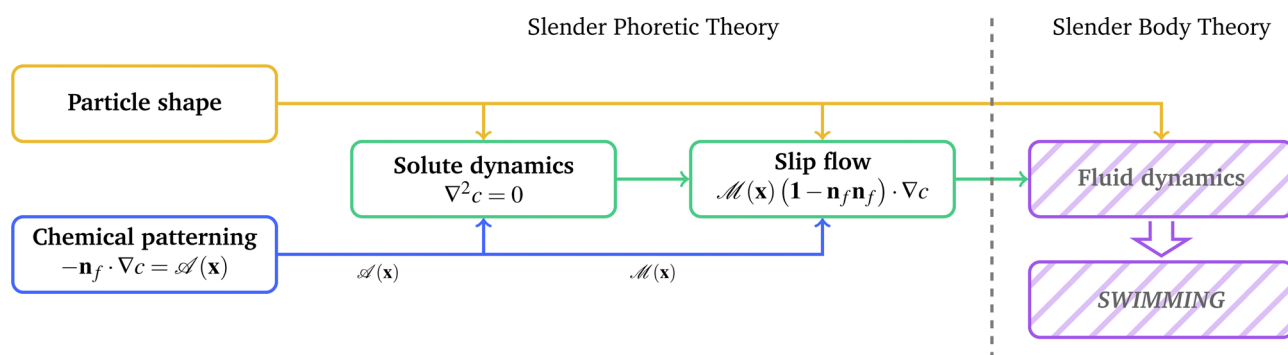 Slender Phoretic Theory
Slender Body Theory
Particle shape
Solute dynamics
∇²c = 0
Slip flow
ℳ(x) (1 − n_f n_f) · ∇c
Fluid dynamics
Chemical patterning
−n_f · ∇c = 𝒜(x)
𝒜(x)
ℳ(x)
SWIMMING